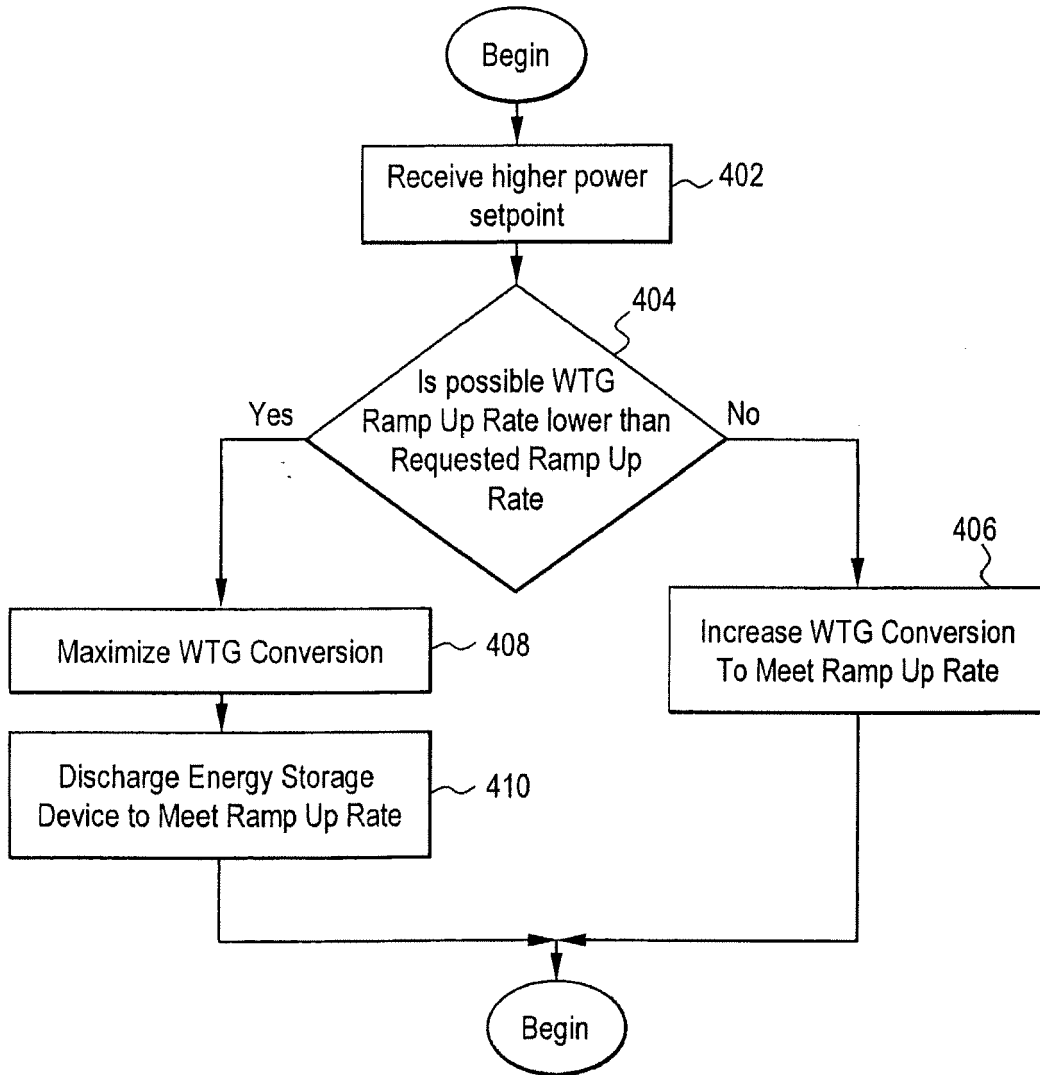 Begin
Receive higher power
setpoint
402
404
Is possible WTG
Ramp Up Rate lower than
Requested Ramp Up
Rate
Yes
No
406
Maximize WTG Conversion
408
Increase WTG Conversion
To Meet Ramp Up Rate
Discharge Energy Storage
Device to Meet Ramp Up Rate
410
Begin